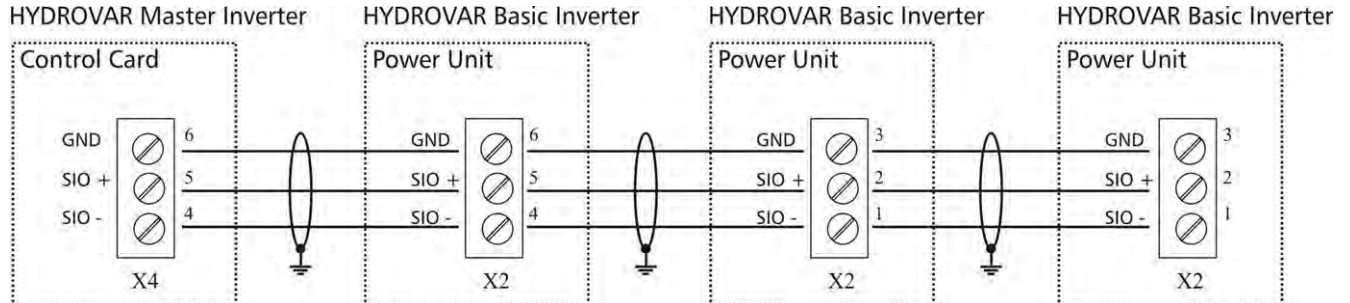 HYDROVAR Master Inverter HYDROVAR Basic Inverter HYDROVAR Basic Inverter HYDROVAR Basic Inverter
Control Card Power Unit Power Unit Power Unit
GND 6 GND 6 GND 3 GND 3
SIO + 5 SIO + 5 SIO + 2 SIO + 2
SIO - 4 SIO - 4 SIO - 1 SIO - 1
X4 X2 X2 X2